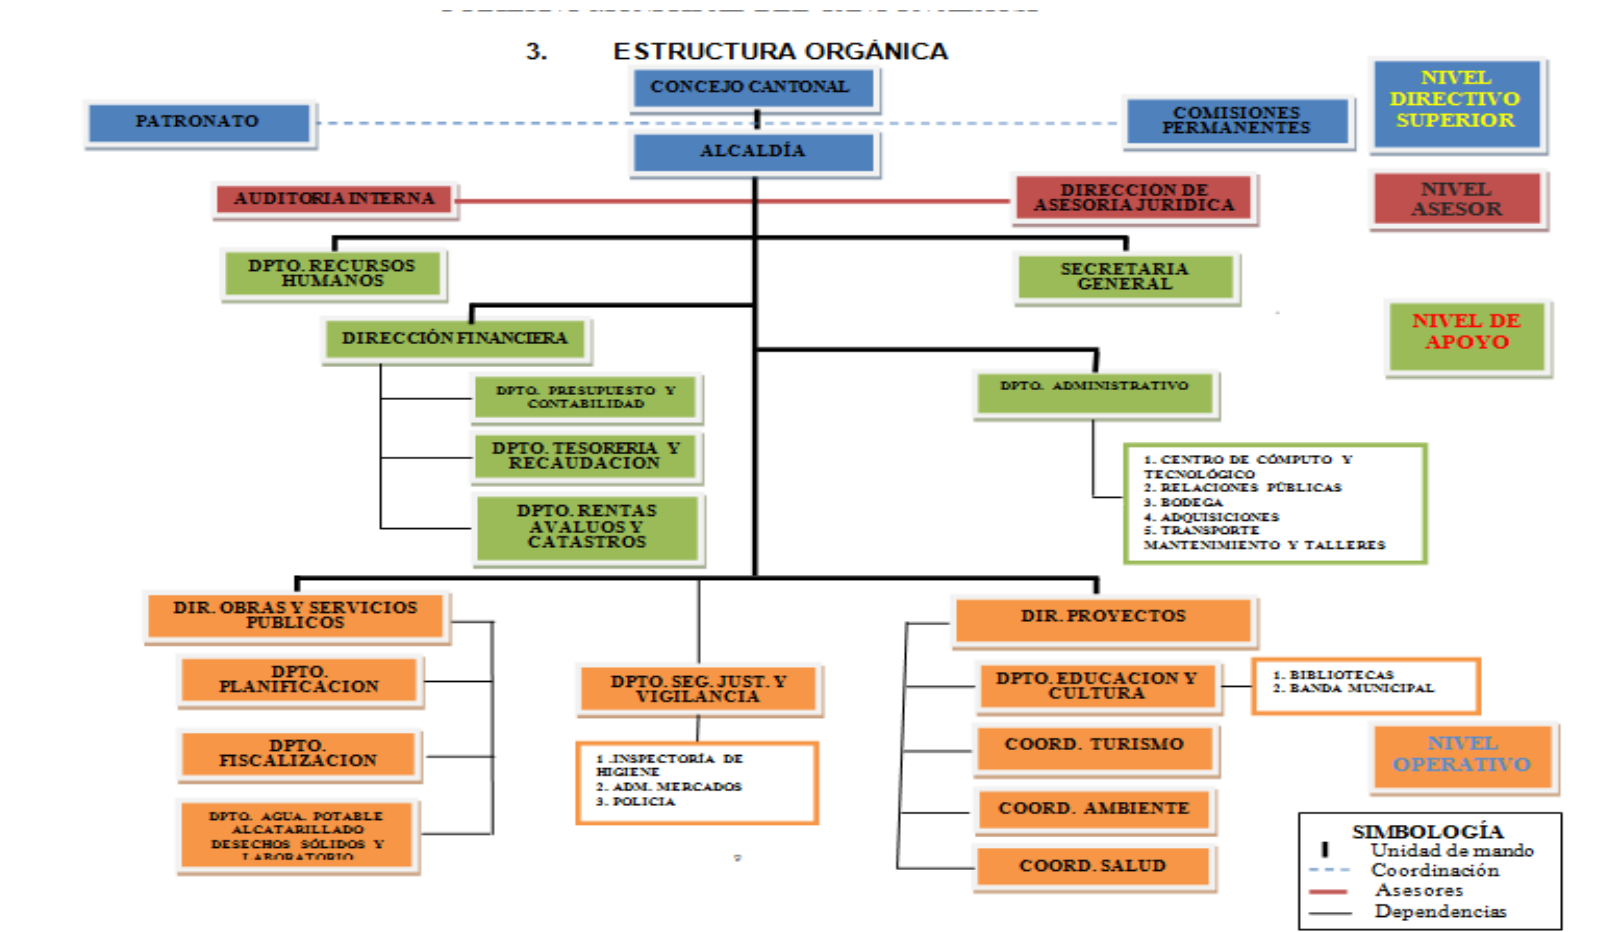 3. ESTRUCTURA ORGÁNICA
CONCEJO CANTONAL
NIVEL
DIRECTIVO
SUPERIOR
PATRONATO
COMISIONES
PERMANENTES
ALCALDÍA
AUDITORIA INTERNA
DIRECCION DE
ASESORIA JURIDICA
NIVEL
ASESOR
DPTO. RECURSOS
HUMANOS
SECRETARIA
GENERAL
DIRECCIÓN FINANCIERA
NIVEL DE
APOYO
DPTO. PRESUPUESTO Y
CONTABILIDAD
DPTO. ADMINISTRATIVO
DPTO. TESORERIA Y
RECAUDACION
1. CENTRO DE CÓMPUTO Y
TECNOLÓGICO
2. RELACIONES PÚBLICAS
3. BODEGA
4. ADQUISICIONES
5. TRANSPORTE
MANTENIMIENTO Y TALLERES
DPTO. RENTAS
AVALUOS Y
CATASTROS
DIR. OBRAS Y SERVICIOS
PUBLICOS
DIR. PROYECTOS
DPTO.
PLANIFICACION
DPTO. SEG. JUST. Y
VIGILANCIA
DPTO. EDUCACION Y
CULTURA
1. BIBLIOTECAS
2. BANDA MUNICIPAL
DPTO.
FISCALIZACION
1 .INSPECTORÍA DE
HIGIENE
2. ADM. MERCADOS
3. POLICIA
COORD. TURISMO
NIVEL
OPERATIVO
DPTO. AGUA. POTABLE
ALCATARILLADO
DESECHOS SÓLIDOS Y
LABORATORIO
COORD. AMBIENTE
COORD. SALUD
SIMBOLOGÍA
Unidad de mando
Coordinación
Asesores
Dependencias